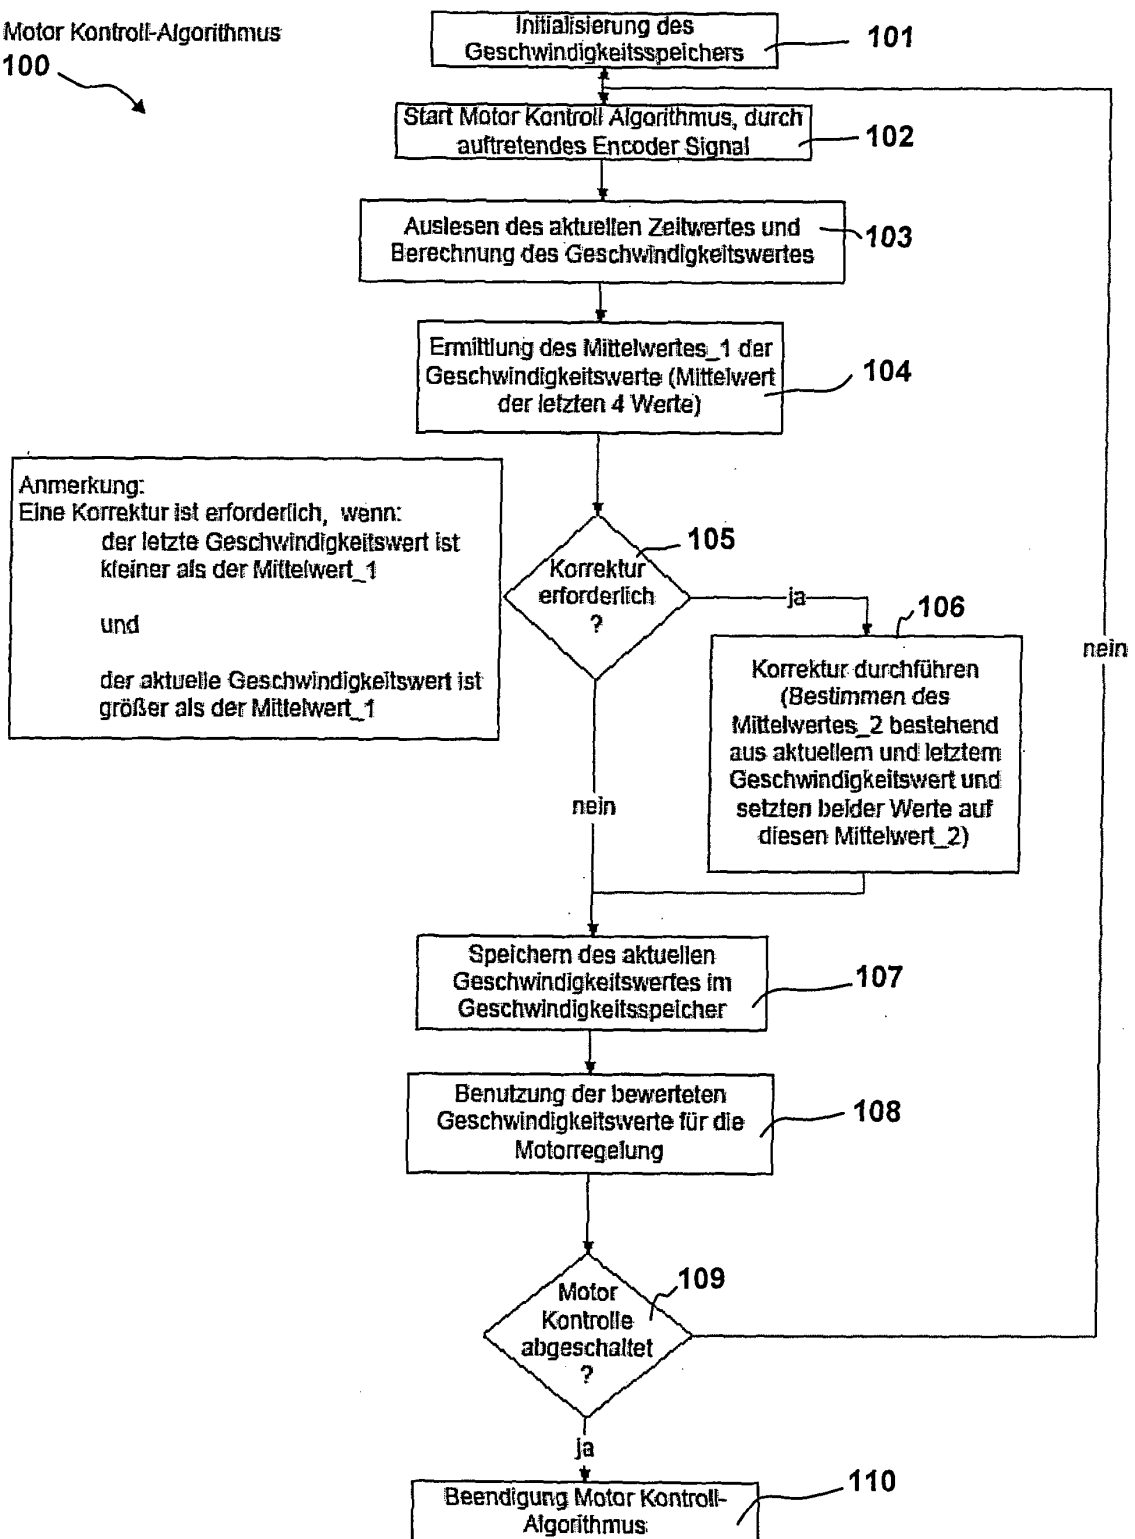 Motor Kontroll-Algorithmus
100
Initialisierung des
Geschwindigkeitsspeichers
101
Start Motor Kontroll Algorithmus, durch
auftretendes Encoder Signal
102
Auslesen des aktuellen Zeitwertes und
Berechnung des Geschwindigkeitswertes
103
Ermittlung des Mittelwertes_1 der
Geschwindigkeitswerte (Mittelwert
der letzten 4 Werte)
104
Anmerkung:
Eine Korrektur ist erforderlich, wenn:
der letzte Geschwindigkeitswert ist
kleiner als der Mittelwert_1
und
der aktuelle Geschwindigkeitswert ist
größer als der Mittelwert_1
105
Korrektur
erforderlich
?
ja
106
nein
Korrektur durchführen
(Bestimmen des
Mittelwertes_2 bestehend
aus aktuellem und letztem
Geschwindigkeitswert und
setzten beider Werte auf
diesen Mittelwert_2)
nein
Speichern des aktuellen
Geschwindigkeitswertes im
Geschwindigkeitsspeicher
107
Benutzung der bewerteten
Geschwindigkeitswerte für die
Motorregelung
108
109
Motor
Kontrolle
abgeschaltet
?
ja
Beendigung Motor Kontroll-
Algorithmus
110